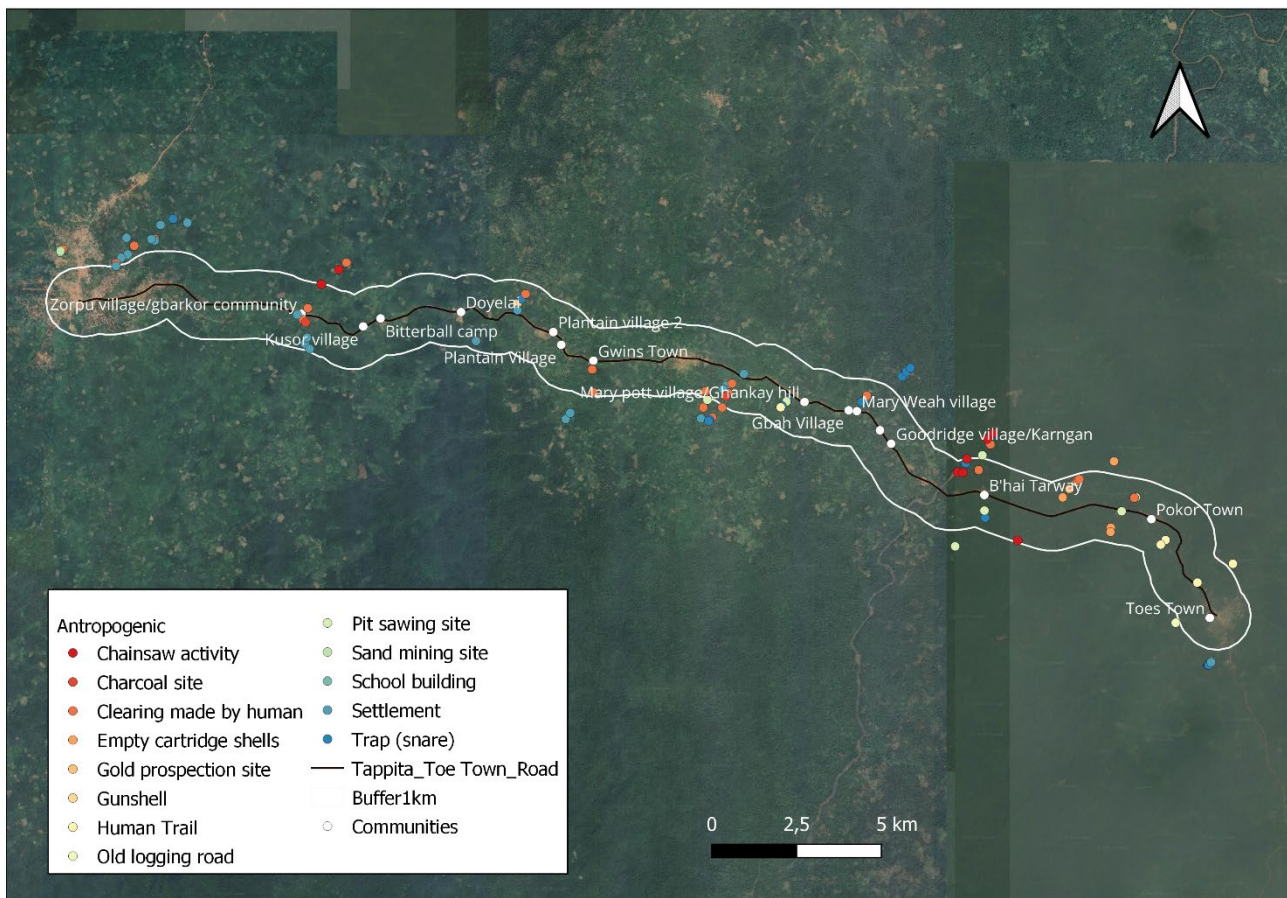 Doyelai
Zorpu village/gbarkor community
Bitterball camp
Plantain village 2
Kusor village
Plantain Village
Gwins Town
Mary pott village/Ghankay hill
Mary Weah village
Gbah Village
Goodridge village/Karngan
B'hai Tarway
Pokor Town
Toes Town
Antropogenic
Chainsaw activity
Charcoal site
Clearing made by human
Empty cartridge shells
Gold prospection site
Gunshell
Human Trail
Old logging road
Pit sawing site
Sand mining site
School building
Settlement
Trap (snare)
Tappita_Toe Town_Road
Buffer1km
Communities
0 2,5 5 km